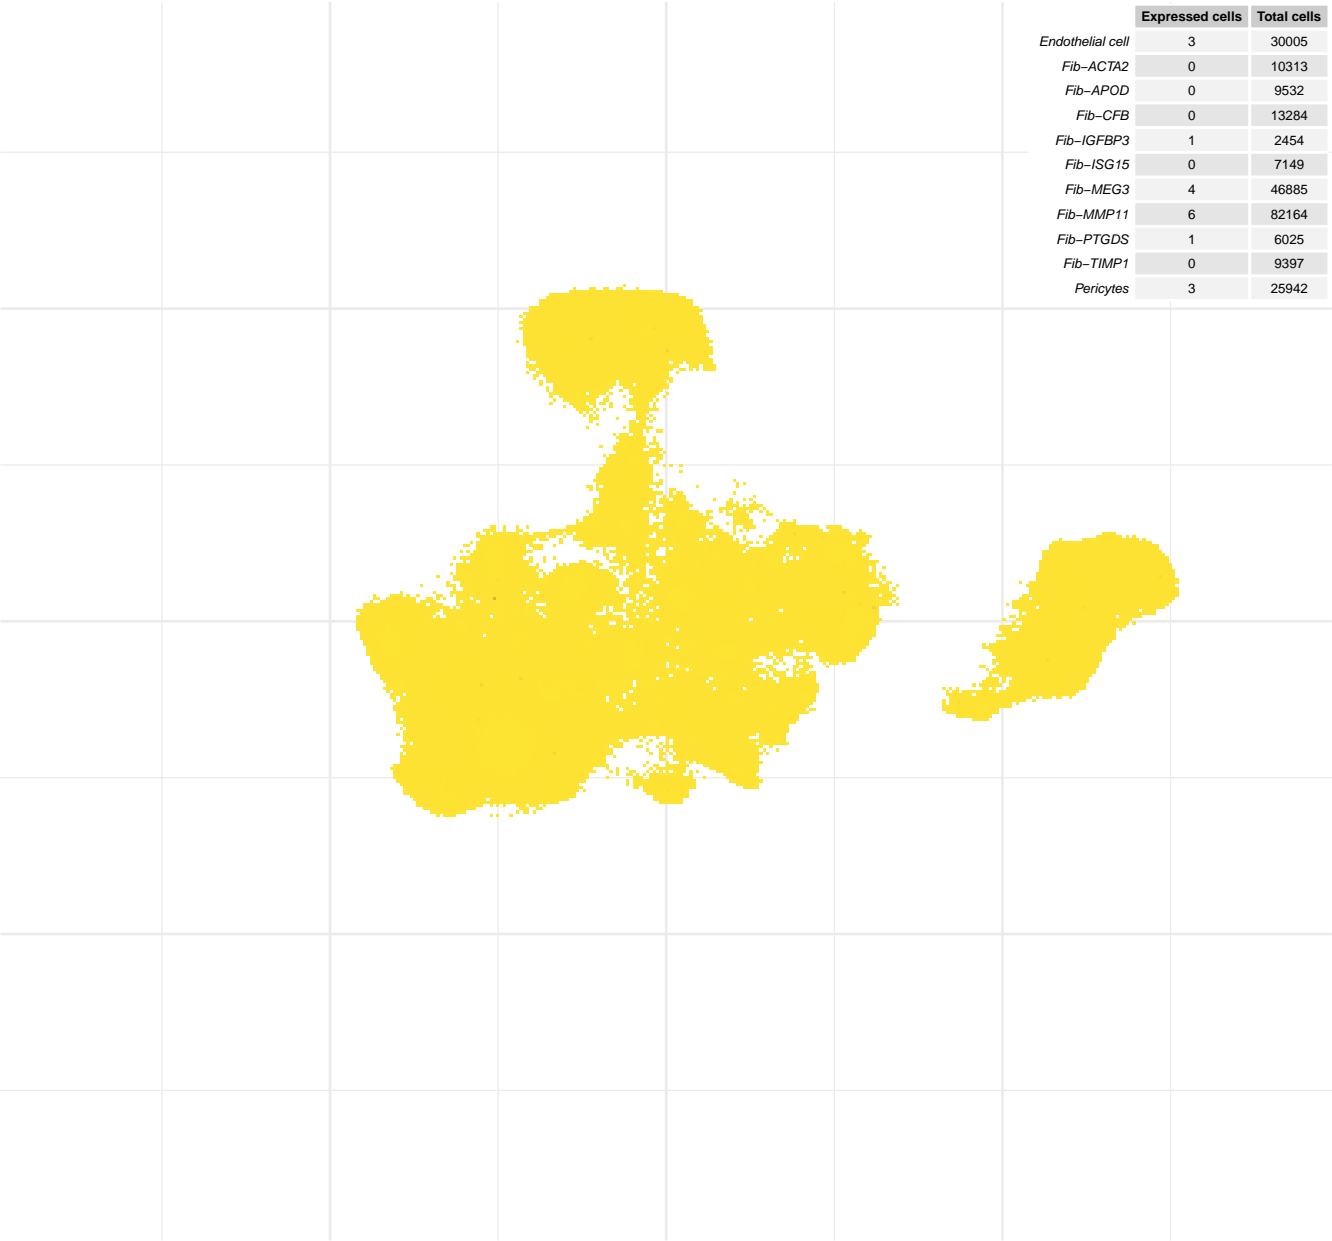 Expressed cells Total cells
Endothelial cell 3 30005
Fib−ACTA2 0 10313
Fib−APOD 0 9532
Fib−CFB 0 13284
Fib−IGFBP3 1 2454
Fib−ISG15 0 7149
Fib−MEG3 4 46885
Fib−MMP11 6 82164
Fib−PTGDS 1 6025
Fib−TIMP1 0 9397
Pericytes 3 25942